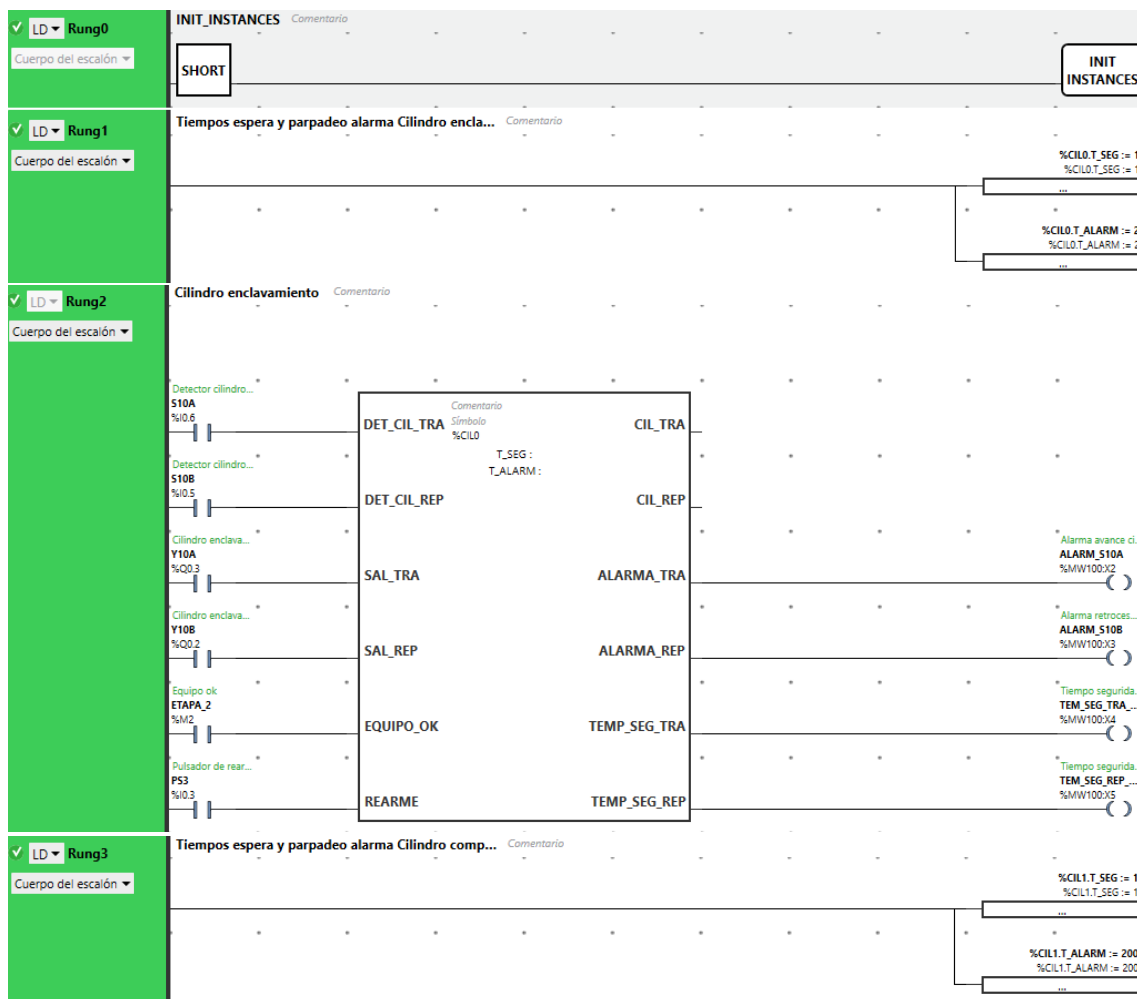 LD Rung0
INIT_INSTANCES Comentario
Cuerpo del escalón
SHORT
INIT
INSTANCES
LD Rung1
Tiempos espera y parpadeo alarma Cilindro encla... Comentario
Cuerpo del escalón
%CIL0.T_SEG := 1
%CIL0.T_SEG := 1
...
%CIL0.T_ALARM := 2
%CIL0.T_ALARM := 2
...
LD Rung2
Cilindro enclavamiento Comentario
Cuerpo del escalón
Detector cilindro...
S10A
%I0.6
Comentario
Símbolo
%CIL0
DET_CIL_TRA
CIL_TRA
T_SEG :
T_ALARM :
Detector cilindro...
S10B
%I0.5
DET_CIL_REP
CIL_REP
Cilindro enclava...
Y10A
%Q0.3
SAL_TRA
ALARMA_TRA
Alarma avance ci...
ALARM_S10A
%MW100:X2
Cilindro enclava...
Y10B
%Q0.2
SAL_REP
ALARMA_REP
Alarma retroces...
ALARM_S10B
%MW100:X3
Equipo ok
ETAPA_2
%M2
EQUIPO_OK
TEMP_SEG_TRA
Tiempo segurida...
TEM_SEG_TRA_...
%MW100:X4
Pulsador de rear...
PS3
%I0.3
REARME
TEMP_SEG_REP
Tiempo segurida...
TEM_SEG_REP_...
%MW100:X5
LD Rung3
Tiempos espera y parpadeo alarma Cilindro comp... Comentario
Cuerpo del escalón
%CIL1.T_SEG := 1
%CIL1.T_SEG := 1
...
%CIL1.T_ALARM := 200
%CIL1.T_ALARM := 200
...